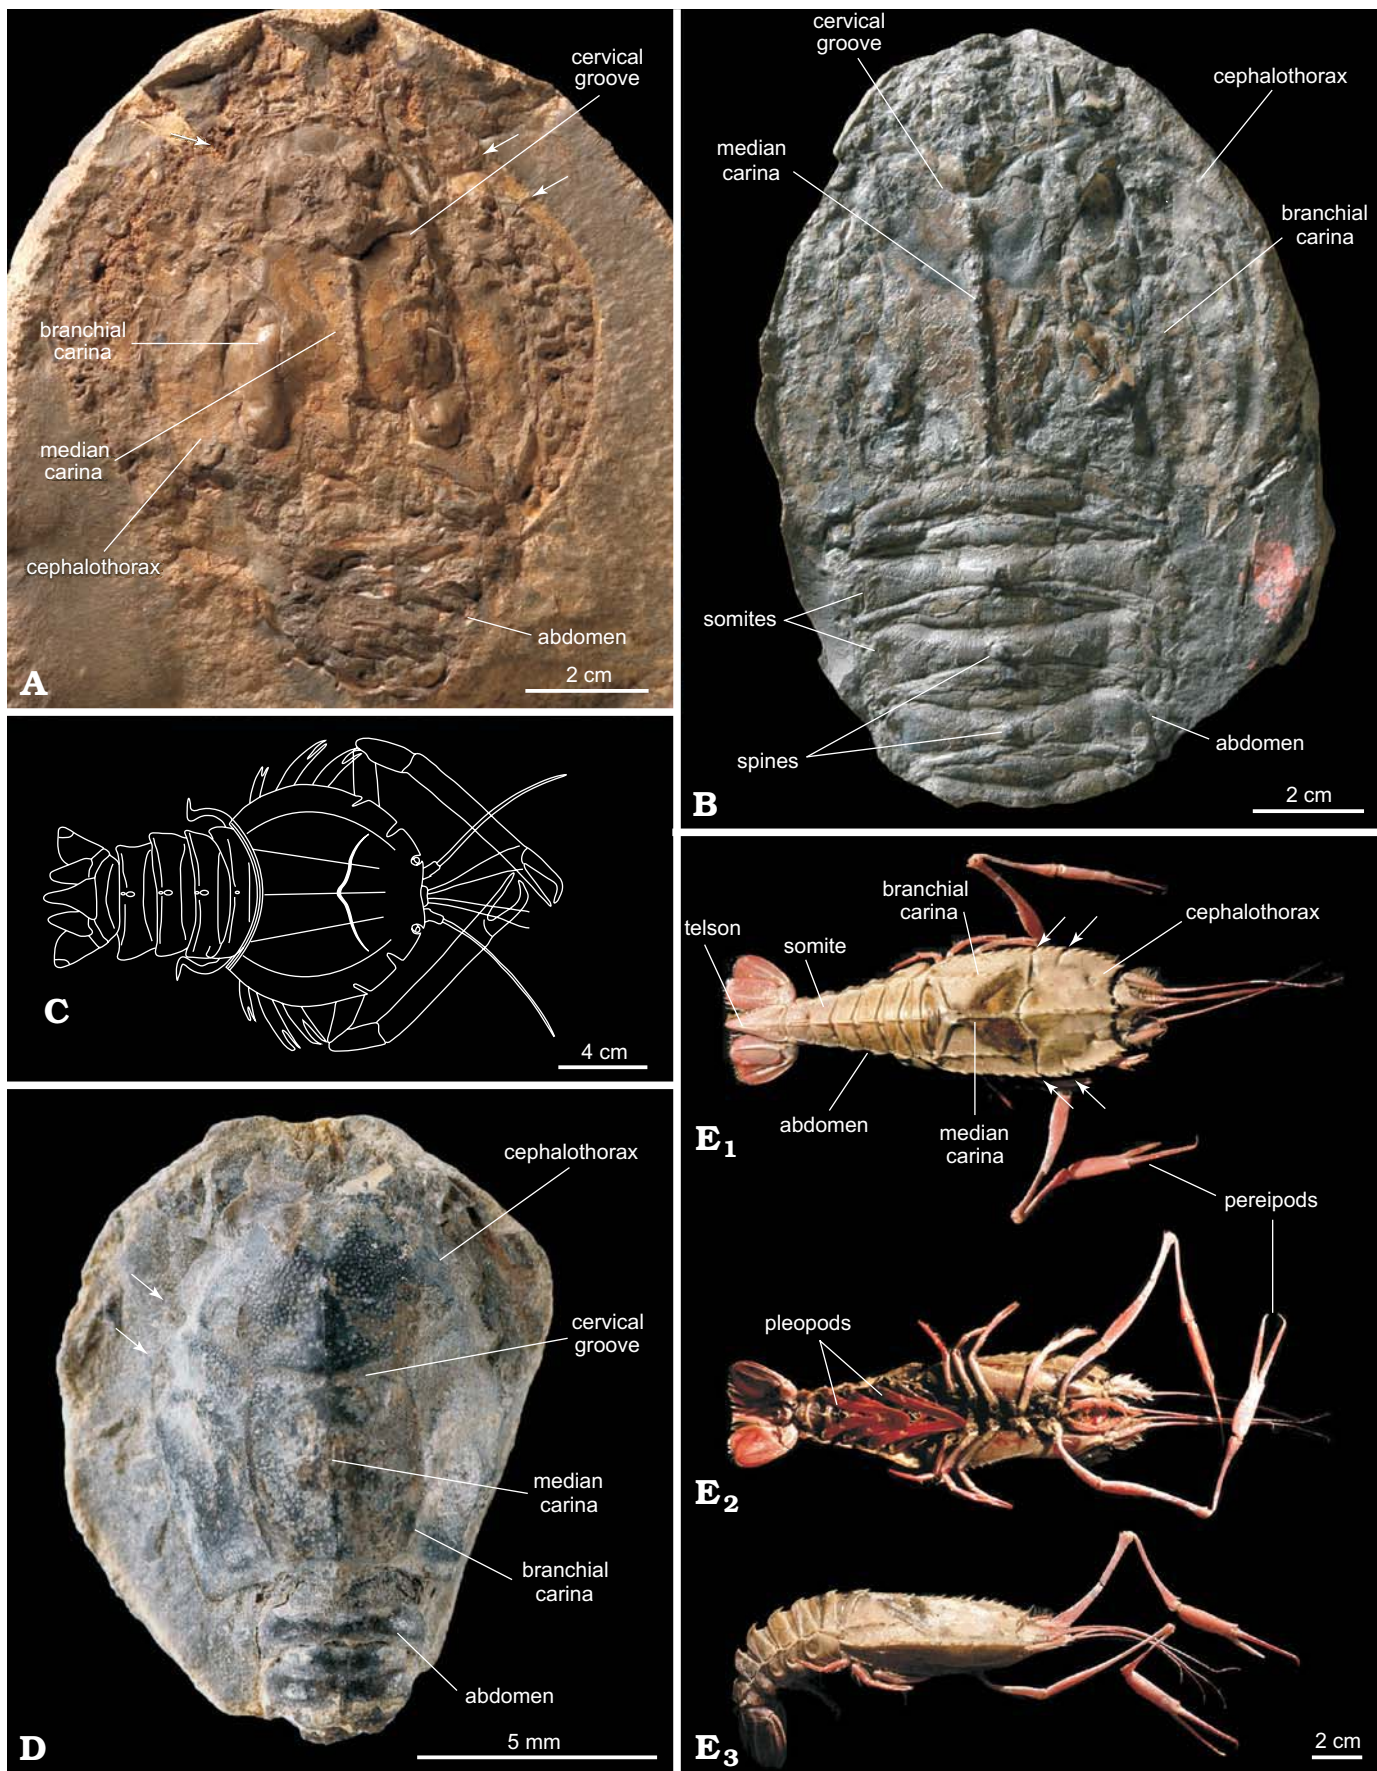 cervical
groove
branchial
carina
median
carina
cephalothorax
abdomen
2 cm
A
cervical
groove
cephalothorax
median
carina
branchial
carina
somites
spines
abdomen
2 cm
B
C
4 cm
cephalothorax
cervical
groove
median
carina
branchial
carina
abdomen
5 mm
D
branchial
carina
cephalothorax
telson
somite
abdomen
median
carina
E1
pereipods
pleopods
E2
E3
2 cm